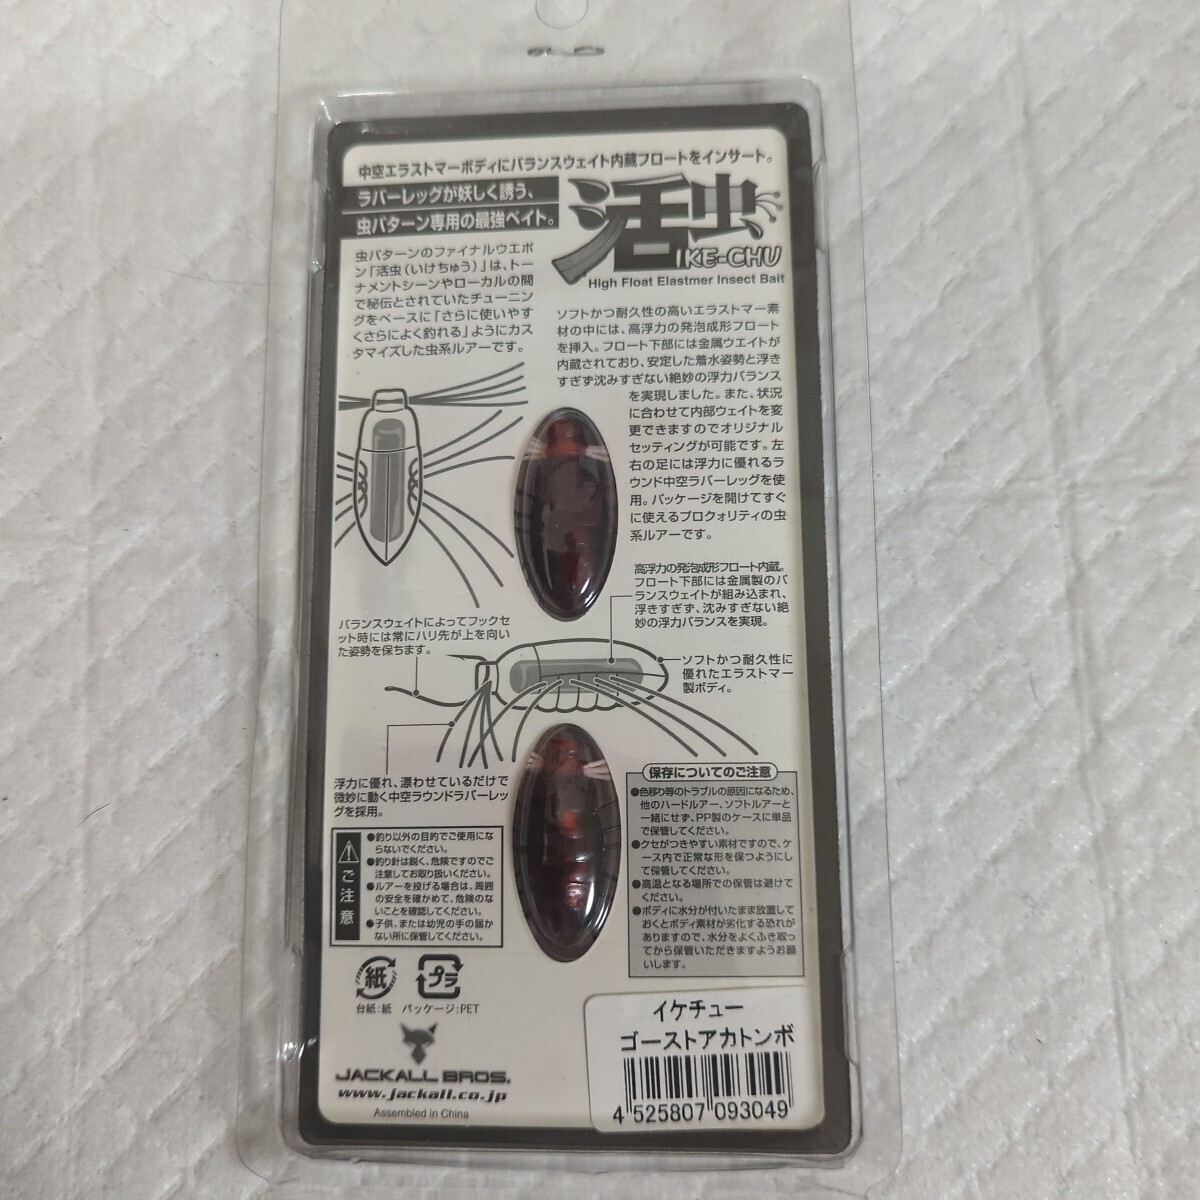 中空エラストマーボディにバランスウェイト内蔵フロートをインサート。
ラバーレッグが妖しく誘う、
虫パターン専用の最強ベイト。
活虫
IKE-CHU
High Float Elastmer Insect Bait
虫パターンのファイナルウエポ
ン「活虫(いけちゅう)」は、トー
ナメントシーンやローカルの間
で秘伝とされていたチューニン
グをベースに「さらに使いやす
くさらによく釣れる」ようにカス
タマイズした虫系ルアーです。
ソフトかつ耐久性の高いエラストマー素
材の中には、高浮力の発泡成形フロート
を挿入。フロート下部には金属ウエイトが
内蔵されており、安定した着水姿勢と浮き
すぎず沈みすぎない絶妙の浮力バランス
を実現しました。また、状況
に合わせて内部ウェイトを変
更できますのでオリジナル
セッティングが可能です。左
右の足には浮力に優れるラ
ウンド中空ラバーレッグを使
用。パッケージを開けてすぐ
に使えるプロクォリティの虫
系ルアーです。
高浮力の発泡成形フロート内蔵。
フロート下部には金属製のバ
ランスウェイトが組み込まれ、
浮きすぎず、沈みすぎない絶
妙の浮力バランスを実現。
バランスウェイトによってフックセ
ット時には常にハリ先が上を向い
た姿勢を保ちます。
ソフトかつ耐久性に
優れたエラストマー
製ボディ。
浮力に優れ、漂わせているだけで
微妙に動く中空ラウンドラバーレッ
グを採用。
ご注意
●釣り以外の目的でご使用にな
らないでください。
●釣り針は鋭く、危険ですのでご
注意してお取り扱いください。
●ルアーを投げる場合は、周囲
の安全を確かめて、危険のな
いことを確認してください。
●子供、または幼児の手の届か
ない所に保管してください。
保存についてのご注意
●色移り等のトラブルの原因になるため、
他のハードルアー、ソフトルアーと
一緒にせず、PP製のケースに単品
で保管してください。
●クセがつきやすい素材ですので、ケ
ース内で正常な形を保つようにし
て保管してください。
●高温となる場所での保管は避けて
ください。
●ボディに水分が付いたまま放置して
おくとボディ素材が劣化する恐れが
ありますので、水分をよくふき取っ
てから保管いただきますようお願
いします。
紙 プラ
台紙:紙 パッケージ:PET
JACKALL BROS.
www.jackall.co.jp
Assembled in China
イケチュー
ゴーストアカトンボ
4 525807 093049